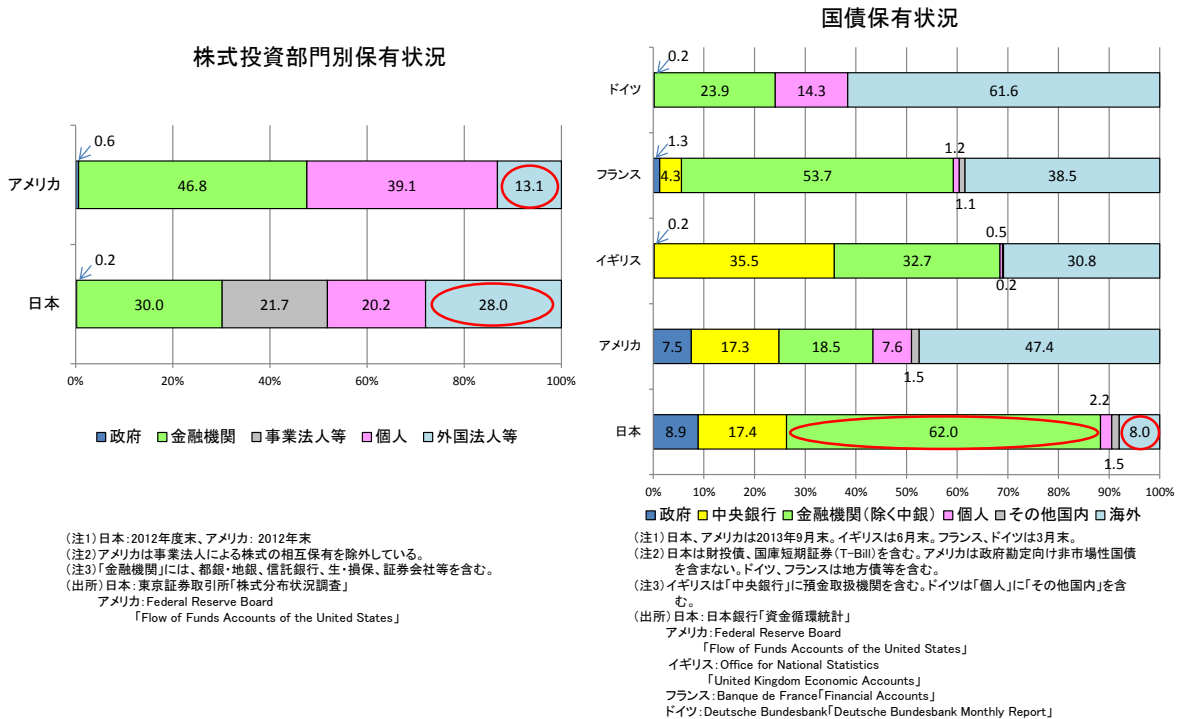 株式投資部門別保有状況
0.6
アメリカ
46.8
39.1
13.1
0.2
日本
30.0
21.7
20.2
28.0
0%
20%
40%
60%
80%
100%
■政府 ■金融機関 ■事業法人等 ■個人 ■外国法人等
(注1)日本:2012年度末、アメリカ: 2012年末
(注2)アメリカは事業法人による株式の相互保有を除外している。
(注3)「金融機関」には、都銀・地銀、信託銀行、生・損保、証券会社等を含む。
(出所)日本:東京証券取引所「株式分布状況調査」
アメリカ:Federal Reserve Board
「Flow of Funds Accounts of the United States」
国債保有状況
0.2
ドイツ
23.9
14.3
61.6
1.3
1.2
フランス
4.3
53.7
38.5
1.1
0.2
0.5
イギリス
35.5
32.7
30.8
0.2
アメリカ
7.5
17.3
18.5
7.6
47.4
1.5
2.2
日本
8.9
17.4
62.0
8.0
1.5
0%
10%
20%
30%
40%
50%
60%
70%
80%
90%
100%
■政府 ■中央銀行 ■金融機関(除く中銀) ■個人 ■その他国内 ■海外
(注1)日本、アメリカは2013年9月末。イギリスは6月末。フランス、ドイツは3月末。
(注2)日本は財投債、国庫短期証券(T-Bill)を含む。アメリカは政府勘定向け非市場性国債
を含まない。ドイツ、フランスは地方債等を含む。
(注3)イギリスは「中央銀行」に預金取扱機関を含む。ドイツは「個人」に「その他国内」を含
む。
(出所)日本:日本銀行「資金循環統計」
アメリカ:Federal Reserve Board
「Flow of Funds Accounts of the United States」
イギリス:Office for National Statistics
「United Kingdom Economic Accounts」
フランス:Banque de France「Financial Accounts」
ドイツ:Deutsche Bundesbank「Deutsche Bundesbank Monthly Report」